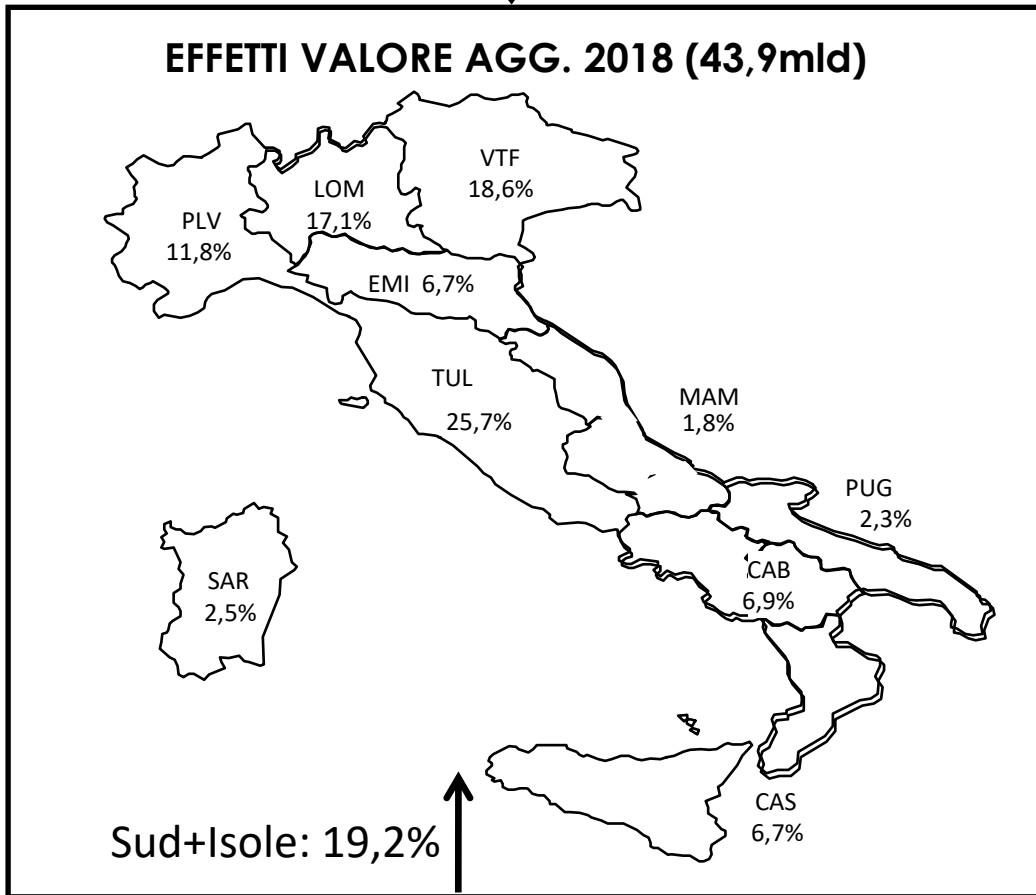 EFFETTI VALORE AGG. 2018 (43,9mld)
VTF
18,6%
LOM
17,1%
PLV
11,8%
EMI 6,7%
TUL
25,7%
MAM
1,8%
PUG
2,3%
CAB
6,9%
SAR
2,5%
CAS
6,7%
Sud+Isole: 19,2%